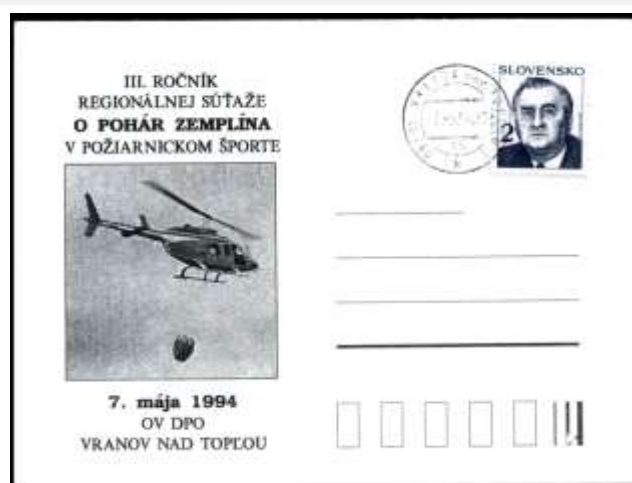 III. ROČNÍK
REGIONÁLNEJ SÚŤAŽE
O POHÁR ZEMPLÍNA
V POŽIARNICKOM ŠPORTE
7. mája 1994
OV DPO
VRANOV NAD TOPĽOU
SLOVENSKO
2